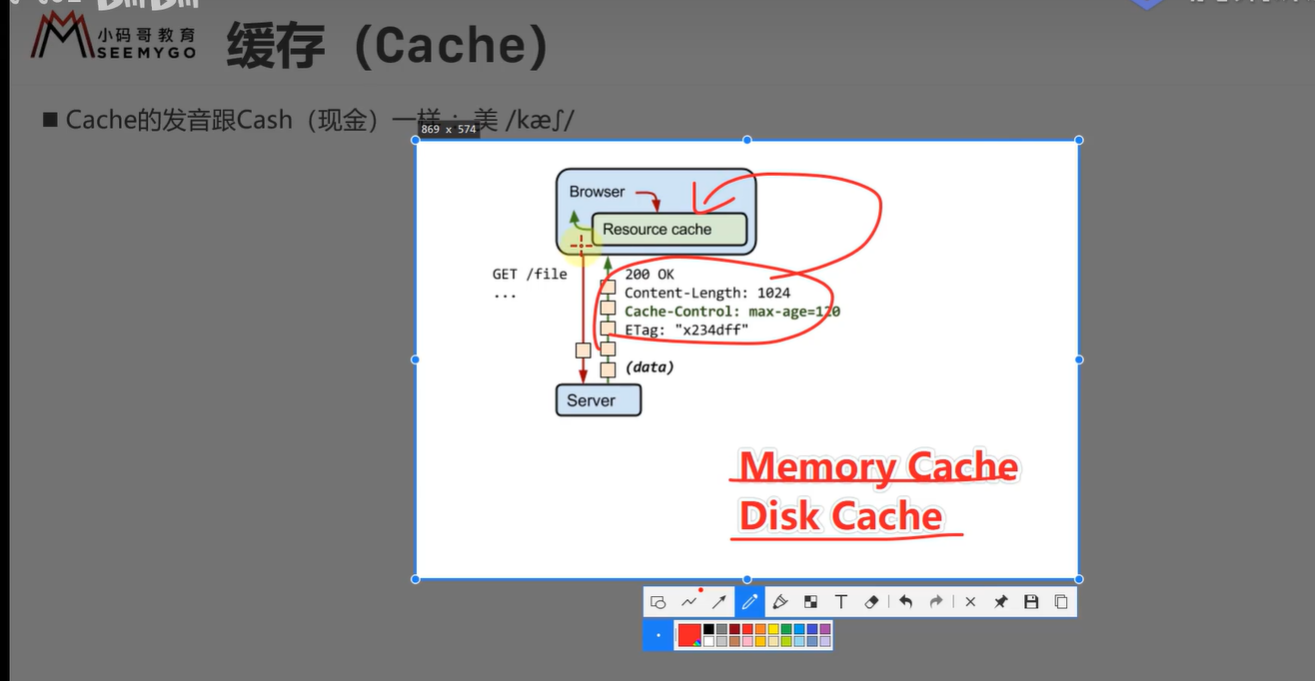 小码哥教育
SEEMYGO
缓存（Cache）
■ Cache的发音跟Cash（现金）一样 : 美 /kæʃ/
869 x 574
Browser
Resource cache
GET /file
...
200 OK
Content-Length: 1024
Cache-Control: max-age=120
ETag: "x234dff"
(data)
Server
Memory Cache
Disk Cache
T